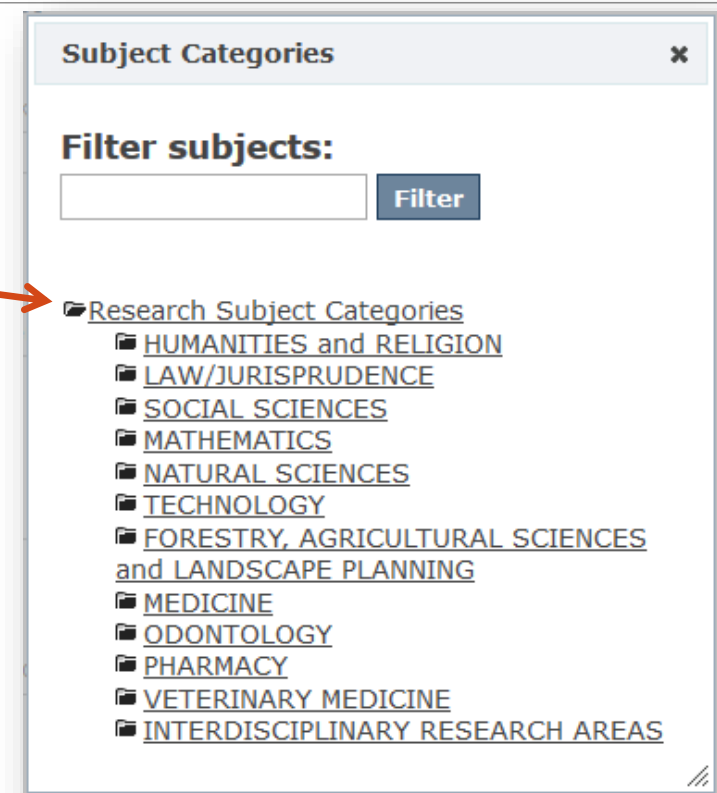 Subject Categories
Filter subjects:
Filter
Research Subject Categories
HUMANITIES and RELIGION
LAW/JURISPRUDENCE
SOCIAL SCIENCES
MATHEMATICS
NATURAL SCIENCES
TECHNOLOGY
FORESTRY, AGRICULTURAL SCIENCES
and LANDSCAPE PLANNING
MEDICINE
ODONTOLOGY
PHARMACY
VETERINARY MEDICINE
INTERDISCIPLINARY RESEARCH AREAS